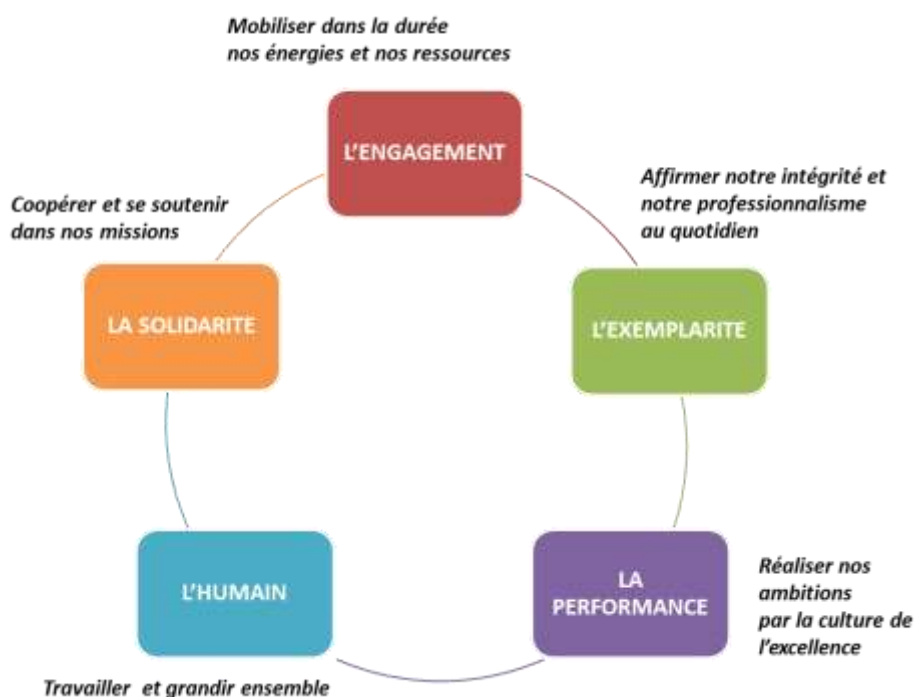 Mobiliser dans la durée
nos énergies et nos ressources
L'ENGAGEMENT
Affirmer notre intégrité et
notre professionnalisme
au quotidien
Coopérer et se soutenir
dans nos missions
LA SOLIDARITE
L'EXEMPLARITE
L'HUMAIN
LA
PERFORMANCE
Réaliser nos
ambitions
par la culture de
l'excellence
Travailler et grandir ensemble